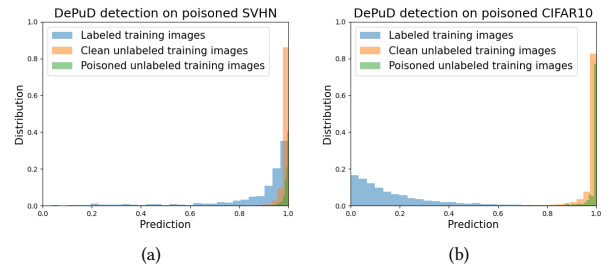 DePuD detection on poisoned SVHN
Labeled training images
Clean unlabeled training images
Poisoned unlabeled training images
1.0
0.8
0.6
0.4
0.2
0.0
Distribution
0.0 0.2 0.4 0.6 0.8 1.0
Prediction
(a)
DePuD detection on poisoned CIFAR10
Labeled training images
Clean unlabeled training images
Poisoned unlabeled training images
1.0
0.8
0.6
0.4
0.2
0.0
Distribution
0.0 0.2 0.4 0.6 0.8 1.0
Prediction
(b)